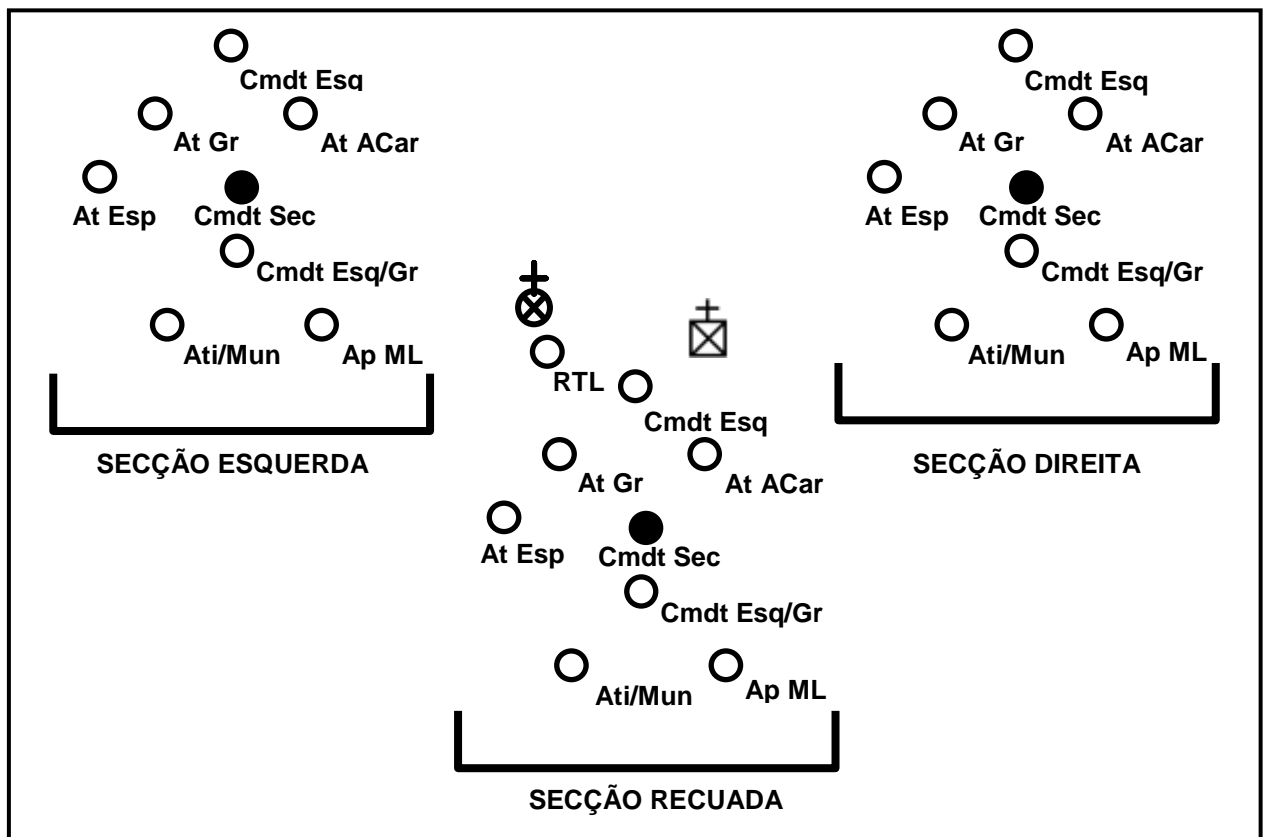 Cmdt Esq
At Gr
At ACar
At Esp
Cmdt Sec
Cmdt Esq/Gr
Ati/Mun
Ap ML
SECÇÃO ESQUERDA
Cmdt Esq
At Gr
At ACar
At Esp
Cmdt Sec
Cmdt Esq/Gr
Ati/Mun
Ap ML
SECÇÃO DIREITA
RTL
Cmdt Esq
At Gr
At ACar
At Esp
Cmdt Sec
Cmdt Esq/Gr
Ati/Mun
Ap ML
SECÇÃO RECUADA